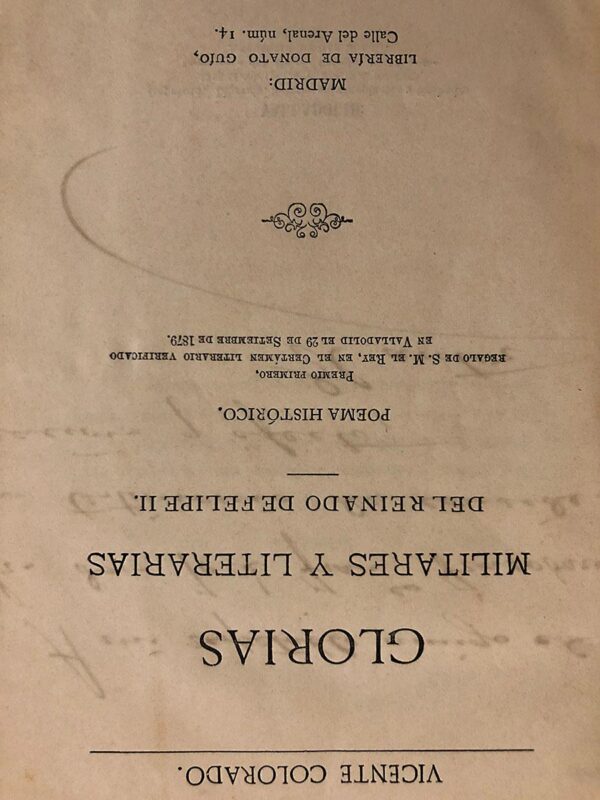 VICENTE COLORADO.
GLORIAS
MILITARES Y LITERARIAS
DEL REINADO DE FELIPE II.
POEMA HISTÓRICO.
PREMIO PRIMERO,
REGALO DE S. M. EL REY, EN EL CERTÁMEN LITERARIO VERIFICADO
EN VALLADOLID EL 29 DE SETIEMBRE DE 1879.
MADRID:
LIBRERÍA DE DONATO GUÍO,
Calle del Arenal, núm. 14.